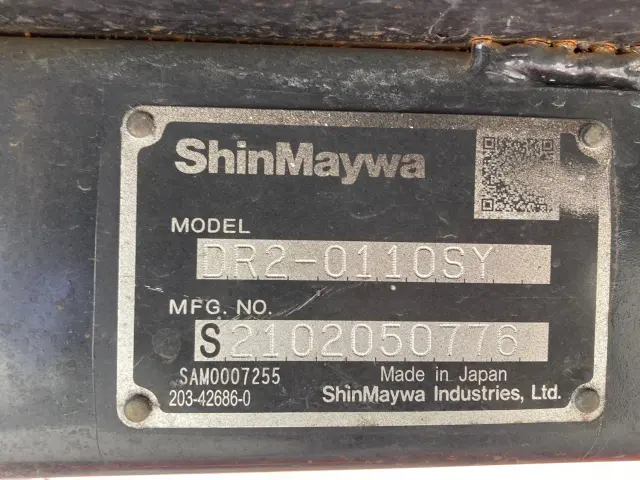 ShinMaywa
MODEL
DR2-0110SY
MFG. NO.
S2102050776
SAM0007255
Made in Japan
203-42686-0
ShinMaywa Industries, Ltd.